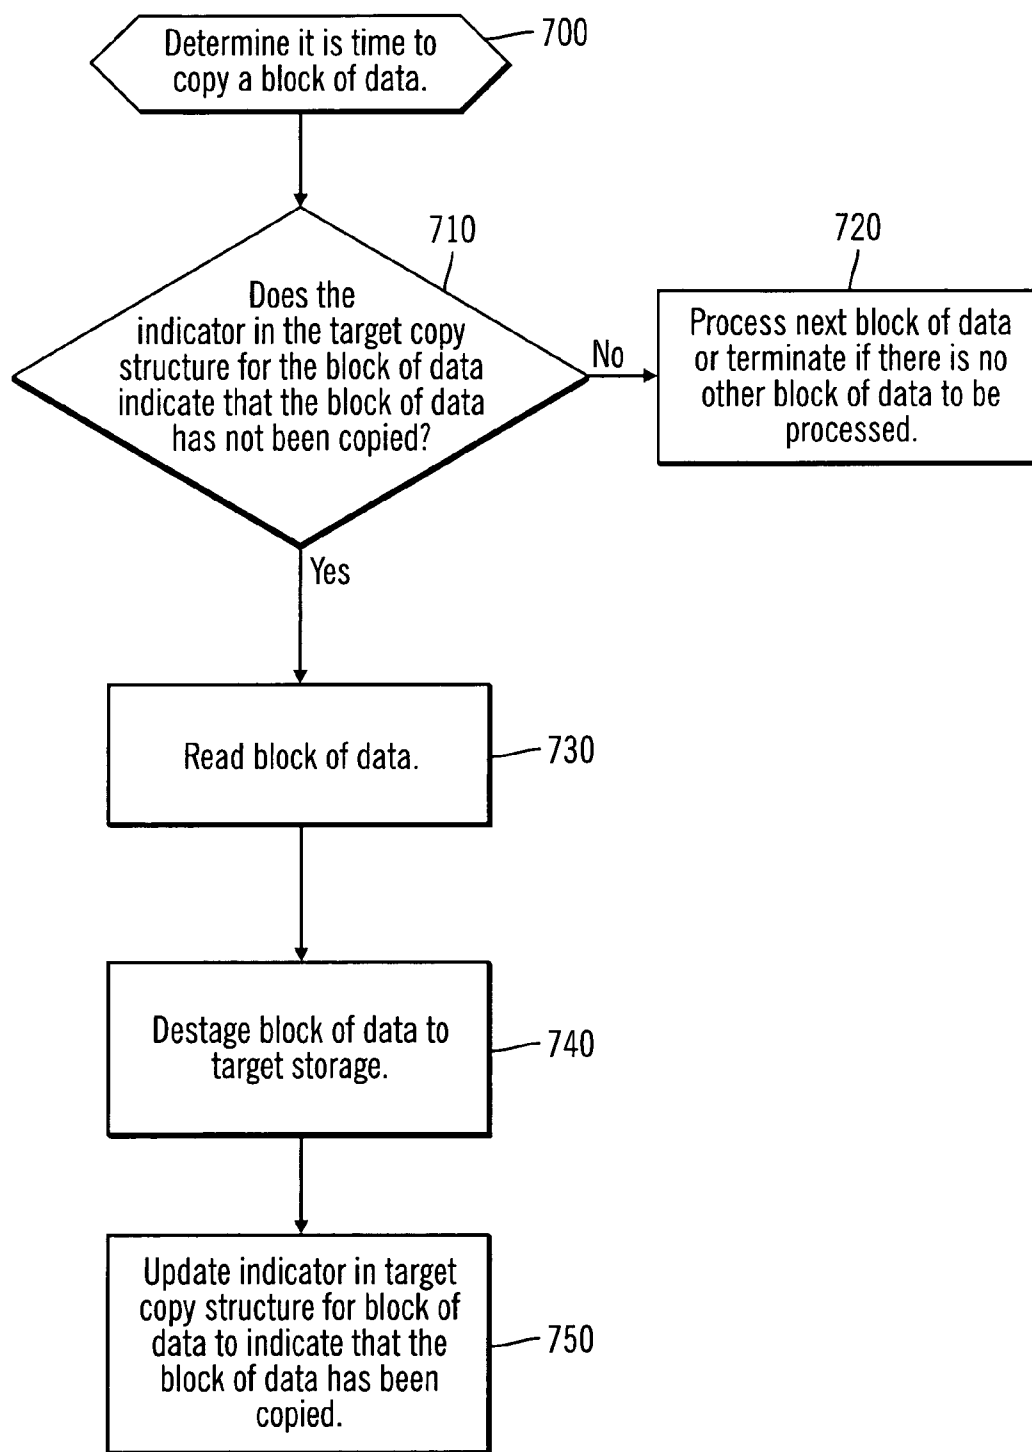 Determine it is time to
copy a block of data.
700
710
Does the
indicator in the target copy
structure for the block of data
indicate that the block of data
has not been copied?
No
720
Process next block of data
or terminate if there is no
other block of data to be
processed.
Yes
Read block of data.
730
Destage block of data to
target storage.
740
Update indicator in target
copy structure for block of
data to indicate that the
block of data has been
copied.
750